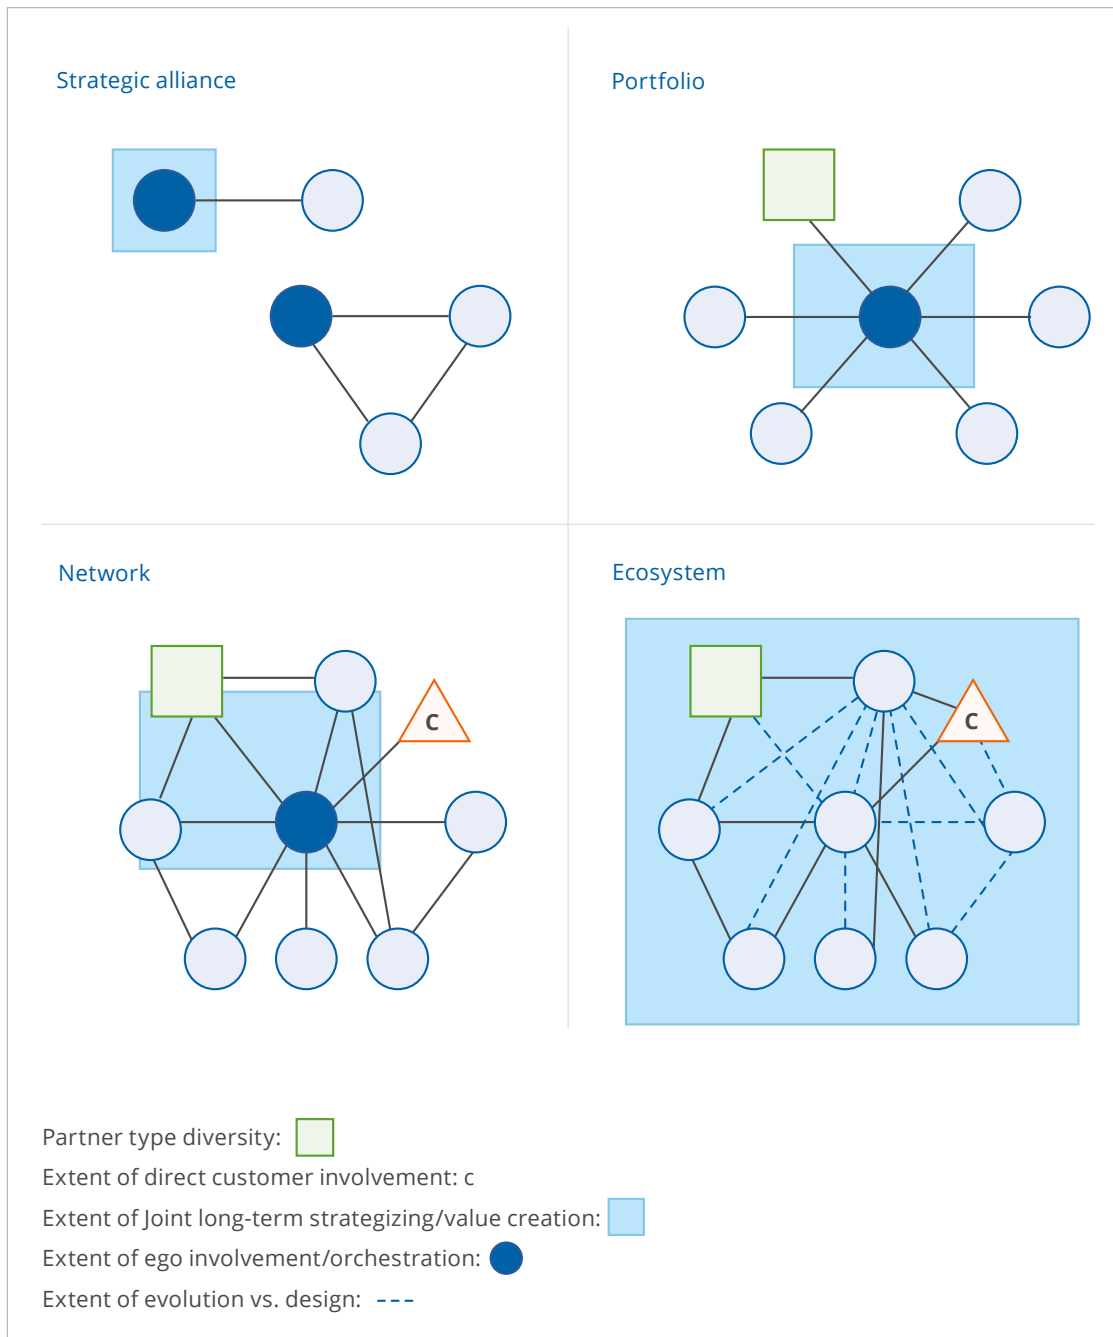 Strategic alliance
Portfolio
Network
Ecosystem
C
C
Partner type diversity:
Extent of direct customer involvement: c
Extent of Joint long-term strategizing/value creation:
Extent of ego involvement/orchestration:
Extent of evolution vs. design: